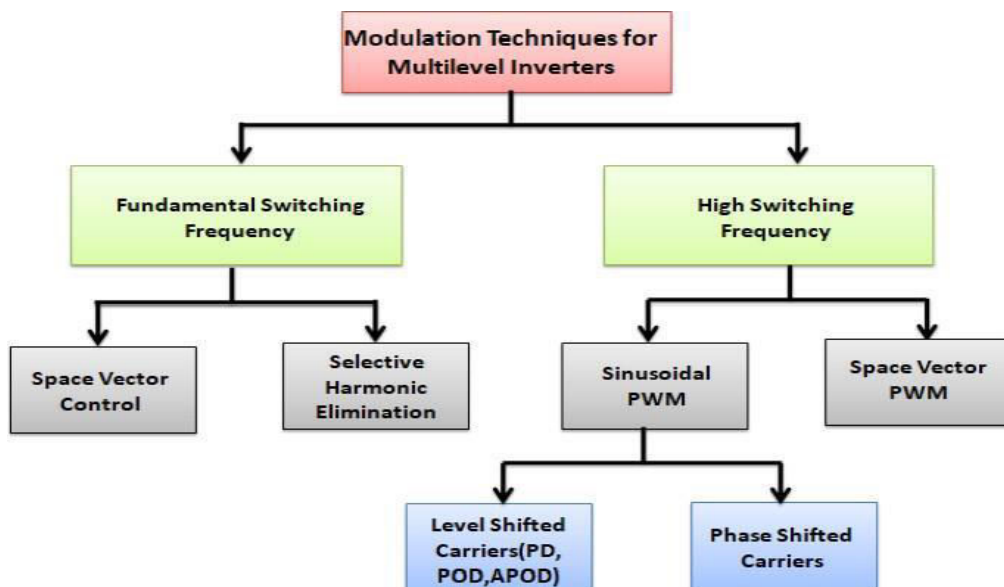 Modulation Techniques for
Multilevel Inverters
Fundamental Switching
Frequency
High Switching
Frequency
Space Vector
Control
Selective
Harmonic
Elimination
Sinusoidal
PWM
Space Vector
PWM
Level Shifted
Carriers(PD,
POD,APOD)
Phase Shifted
Carriers